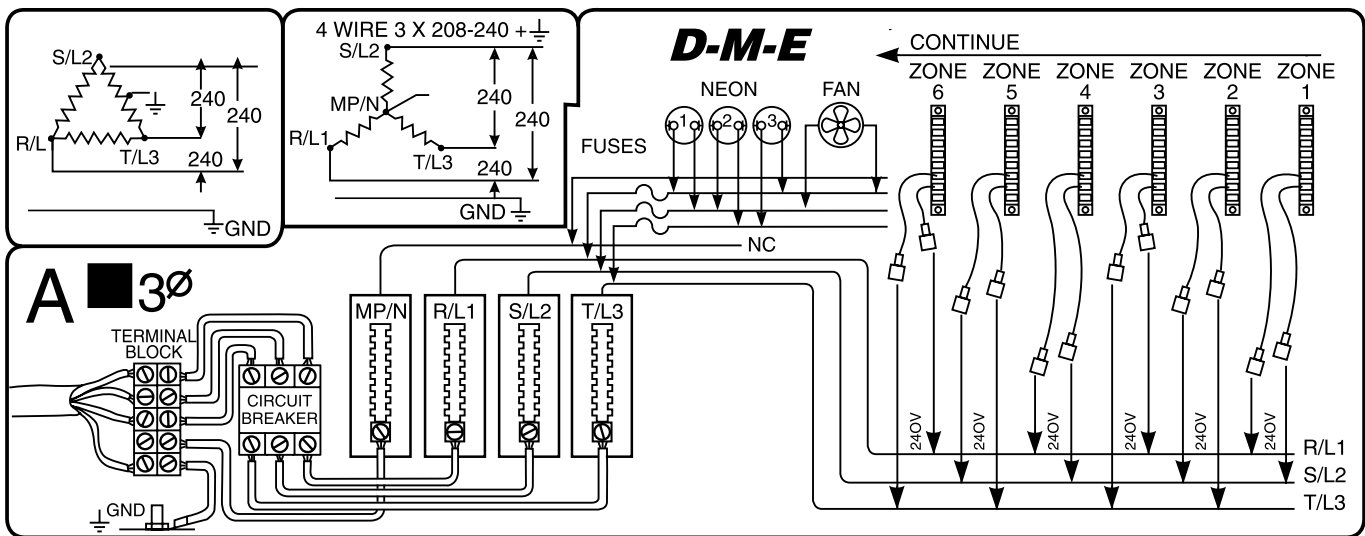 S/L2
240
240
R/L
T/L3
240
GND
4 WIRE 3 X 208-240 +
S/L2
MP/N
240
240
R/L1
T/L3
240
GND
D-M-E
CONTINUE
NEON
FAN
ZONE 6
ZONE 5
ZONE 4
ZONE 3
ZONE 2
ZONE 1
1
2
3
FUSES
NC
A 3Ø
TERMINAL
BLOCK
CIRCUIT
BREAKER
GND
MP/N
R/L1
S/L2
T/L3
240V
240V
240V
240V
240V
R/L1
S/L2
T/L3